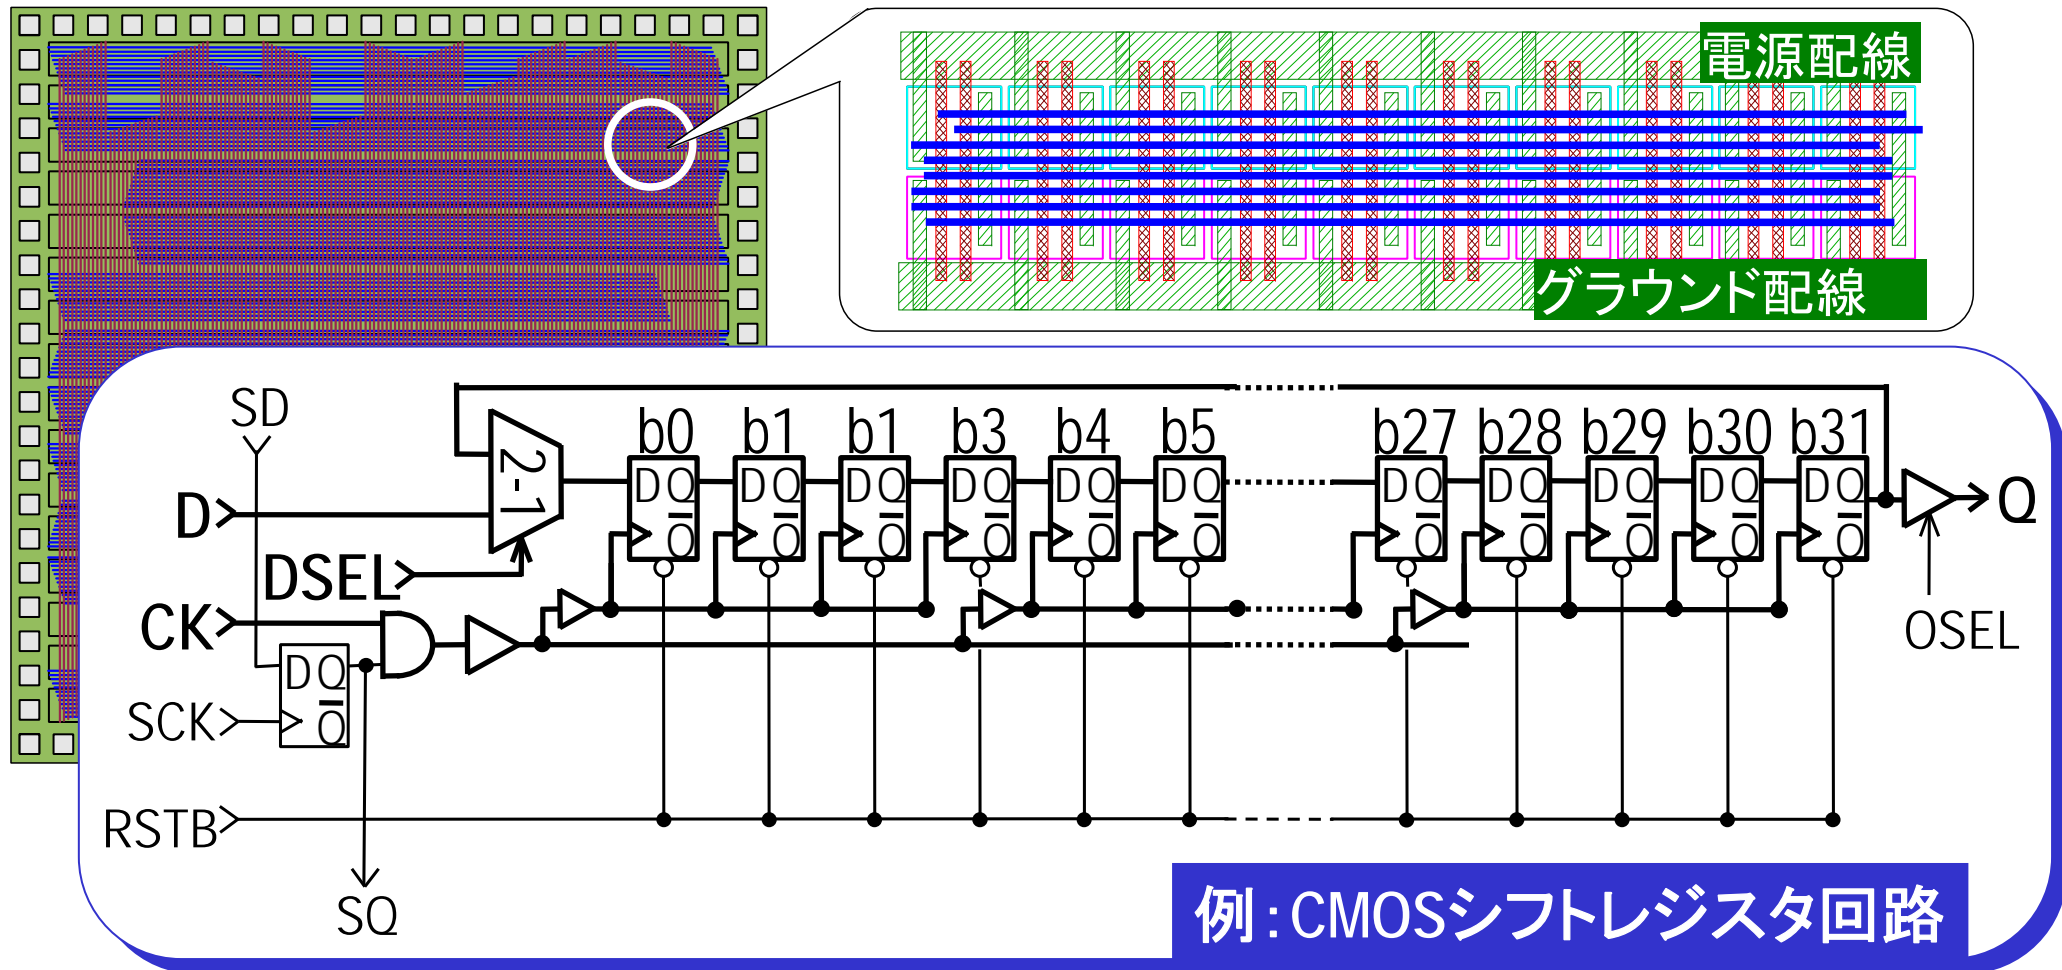 電源配線
グラウンド配線
SD
b0 b1 b1 b3 b4 b5 b27 b28 b29 b30 b31
2-1
D Q D Q D Q D Q D Q D Q D Q D Q D Q D Q D Q
Q Q Q Q Q Q Q Q Q Q Q
D
Q
DSEL
CK
OSEL
D Q
Q
SCK
RSTB
SQ
例:CMOSシフトレジスタ回路